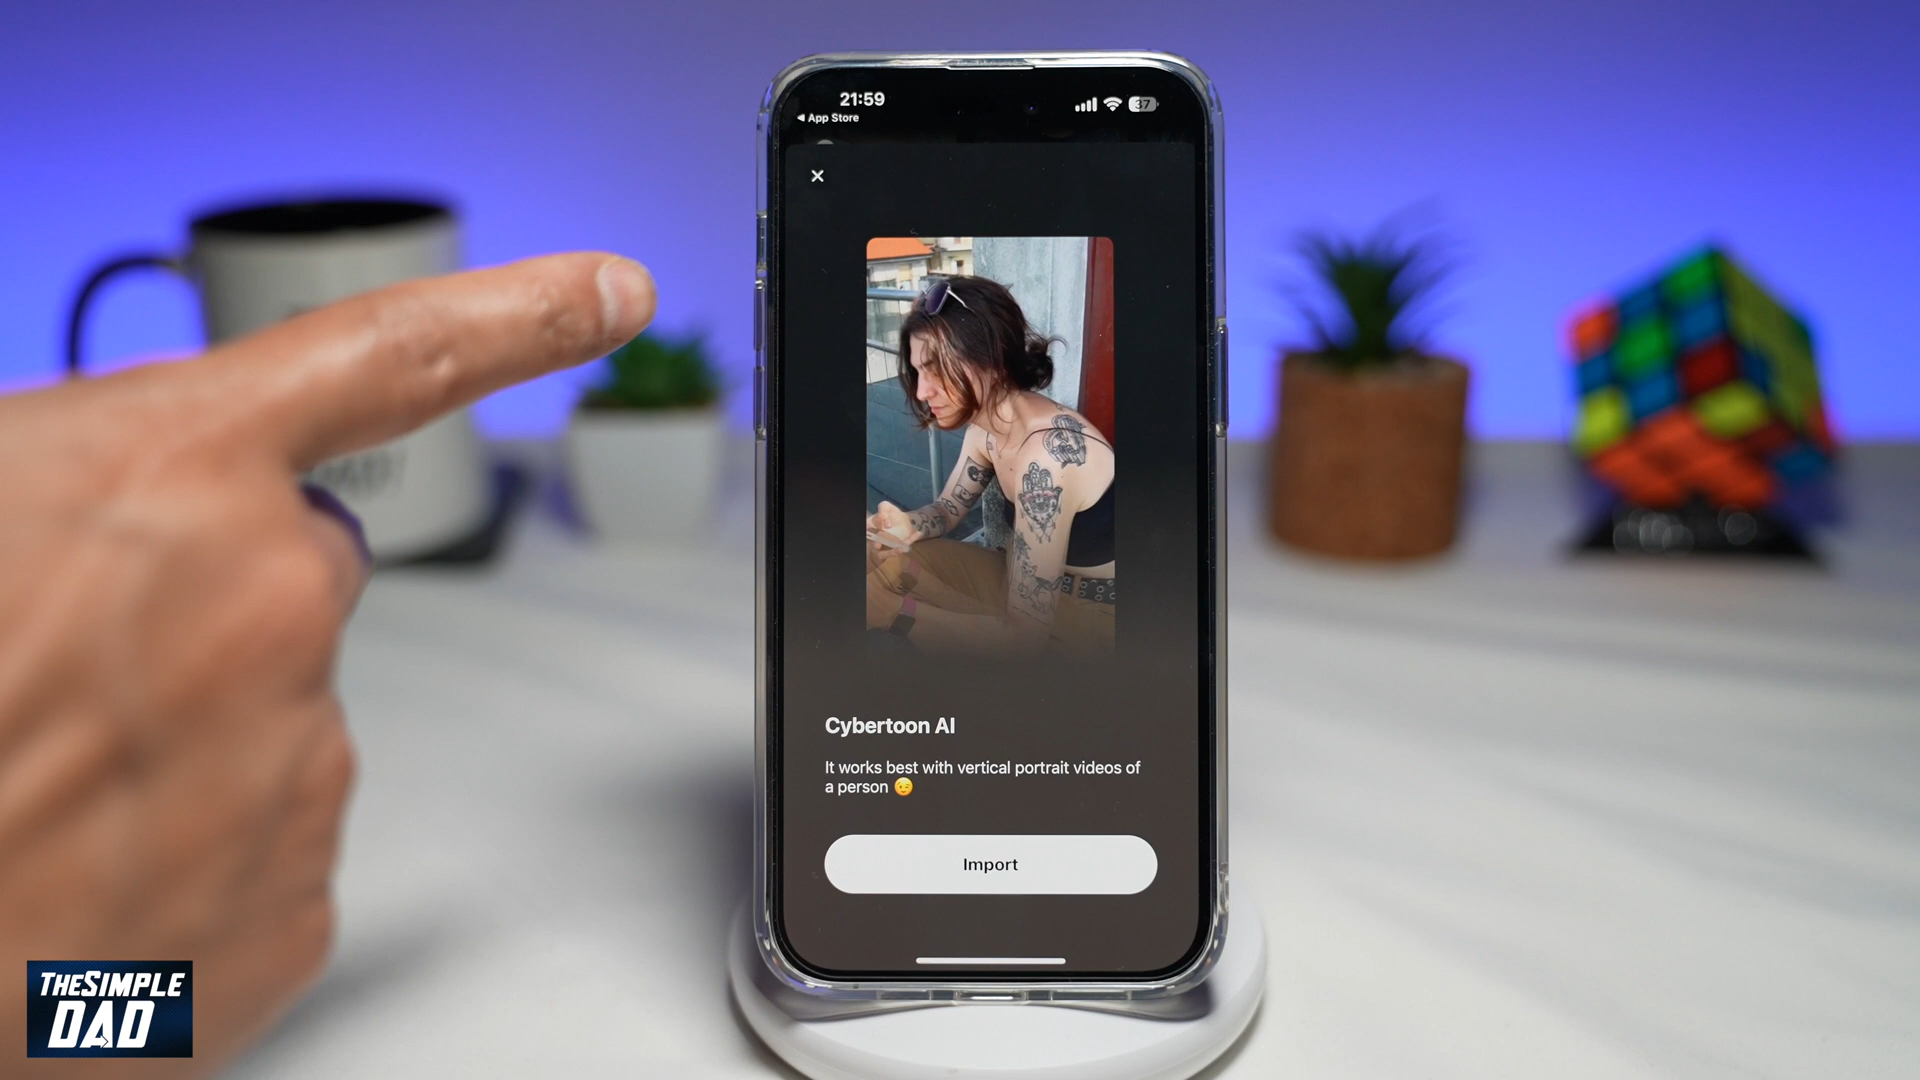 21:59
37
◀ App Store
Cybertoon AI
It works best with vertical portrait videos of
a person 😉
Import
THESIMPLE
DAD